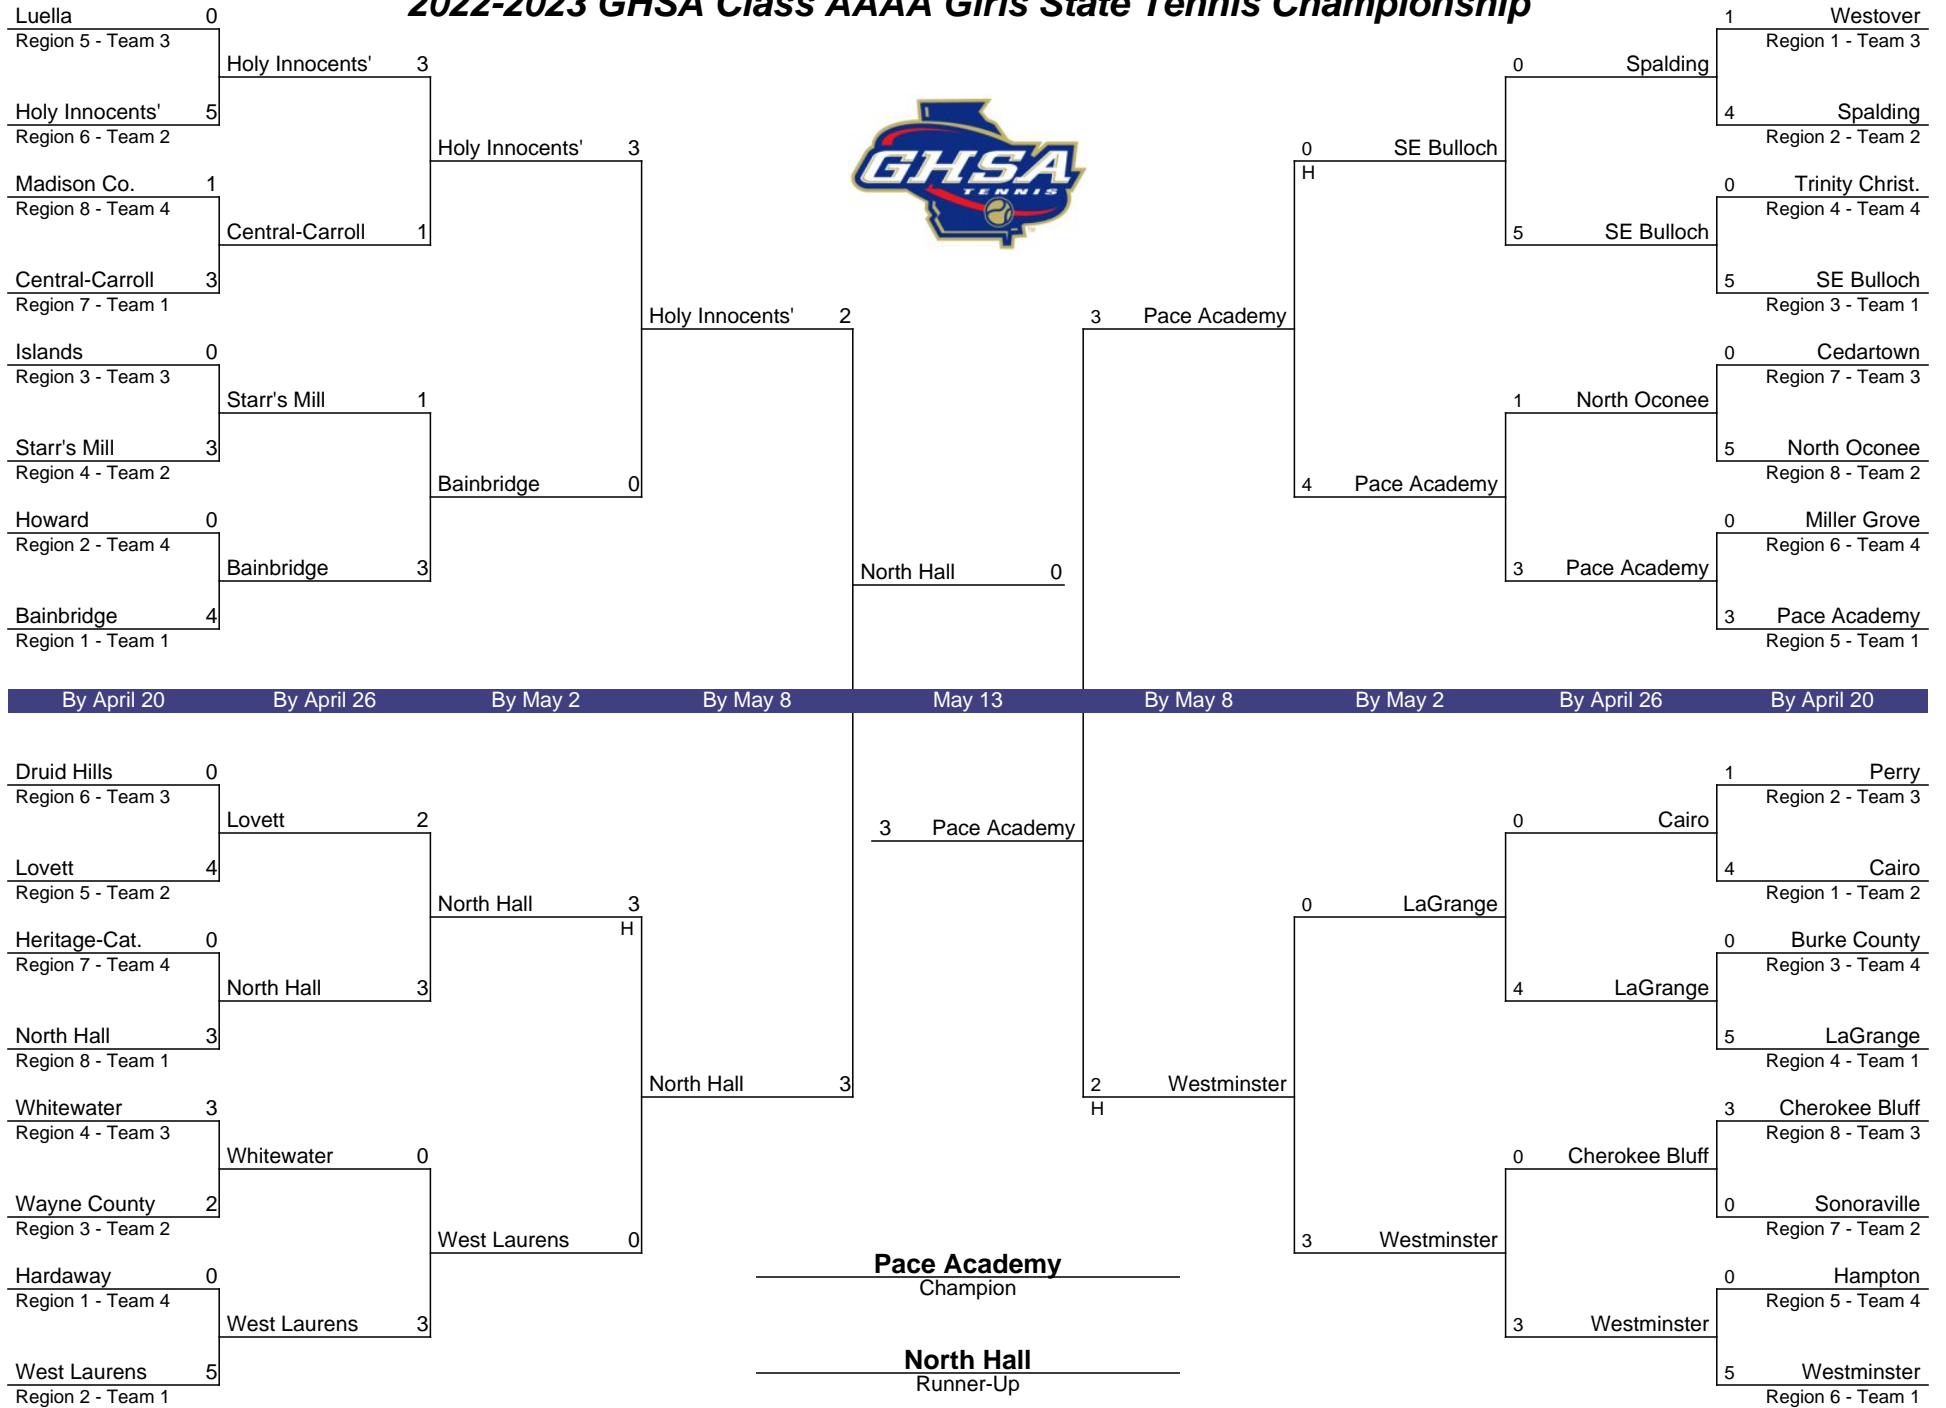 2022-2023 GHSA Class AAAA Girls State Tennis Championship
Luella 0
Region 5 - Team 3
Holy Innocents' 3
Holy Innocents' 5
Region 6 - Team 2
Holy Innocents' 3
Madison Co. 1
Region 8 - Team 4
Central-Carroll 1
Central-Carroll 3
Region 7 - Team 1
Holy Innocents' 2
Islands 0
Region 3 - Team 3
Starr's Mill 1
Starr's Mill 3
Region 4 - Team 2
Bainbridge 0
Howard 0
Region 2 - Team 4
Bainbridge 3
Bainbridge 4
Region 1 - Team 1
North Hall 0
GHSA
TENNIS
1 Westover
Region 1 - Team 3
0 Spalding
4 Spalding
Region 2 - Team 2
0 SE Bulloch
H
0 Trinity Christ.
Region 4 - Team 4
5 SE Bulloch
5 SE Bulloch
Region 3 - Team 1
3 Pace Academy
0 Cedartown
Region 7 - Team 3
1 North Oconee
5 North Oconee
Region 8 - Team 2
4 Pace Academy
0 Miller Grove
Region 6 - Team 4
3 Pace Academy
3 Pace Academy
Region 5 - Team 1
By April 20 By April 26 By May 2 By May 8 May 13 By May 8 By May 2 By April 26 By April 20
Druid Hills 0
Region 6 - Team 3
Lovett 2
Lovett 4
Region 5 - Team 2
North Hall 3
H
Heritage-Cat. 0
Region 7 - Team 4
North Hall 3
North Hall 3
Region 8 - Team 1
North Hall 3
Whitewater 3
Region 4 - Team 3
Whitewater 0
Wayne County 2
Region 3 - Team 2
West Laurens 0
Hardaway 0
Region 1 - Team 4
West Laurens 3
West Laurens 5
Region 2 - Team 1
3 Pace Academy
1 Perry
Region 2 - Team 3
0 Cairo
4 Cairo
Region 1 - Team 2
0 LaGrange
0 Burke County
Region 3 - Team 4
4 LaGrange
5 LaGrange
Region 4 - Team 1
2 Westminster
H
3 Cherokee Bluff
Region 8 - Team 3
0 Cherokee Bluff
0 Sonoraville
Region 7 - Team 2
3 Westminster
0 Hampton
Region 5 - Team 4
3 Westminster
5 Westminster
Region 6 - Team 1
Pace Academy
Champion
North Hall
Runner-Up